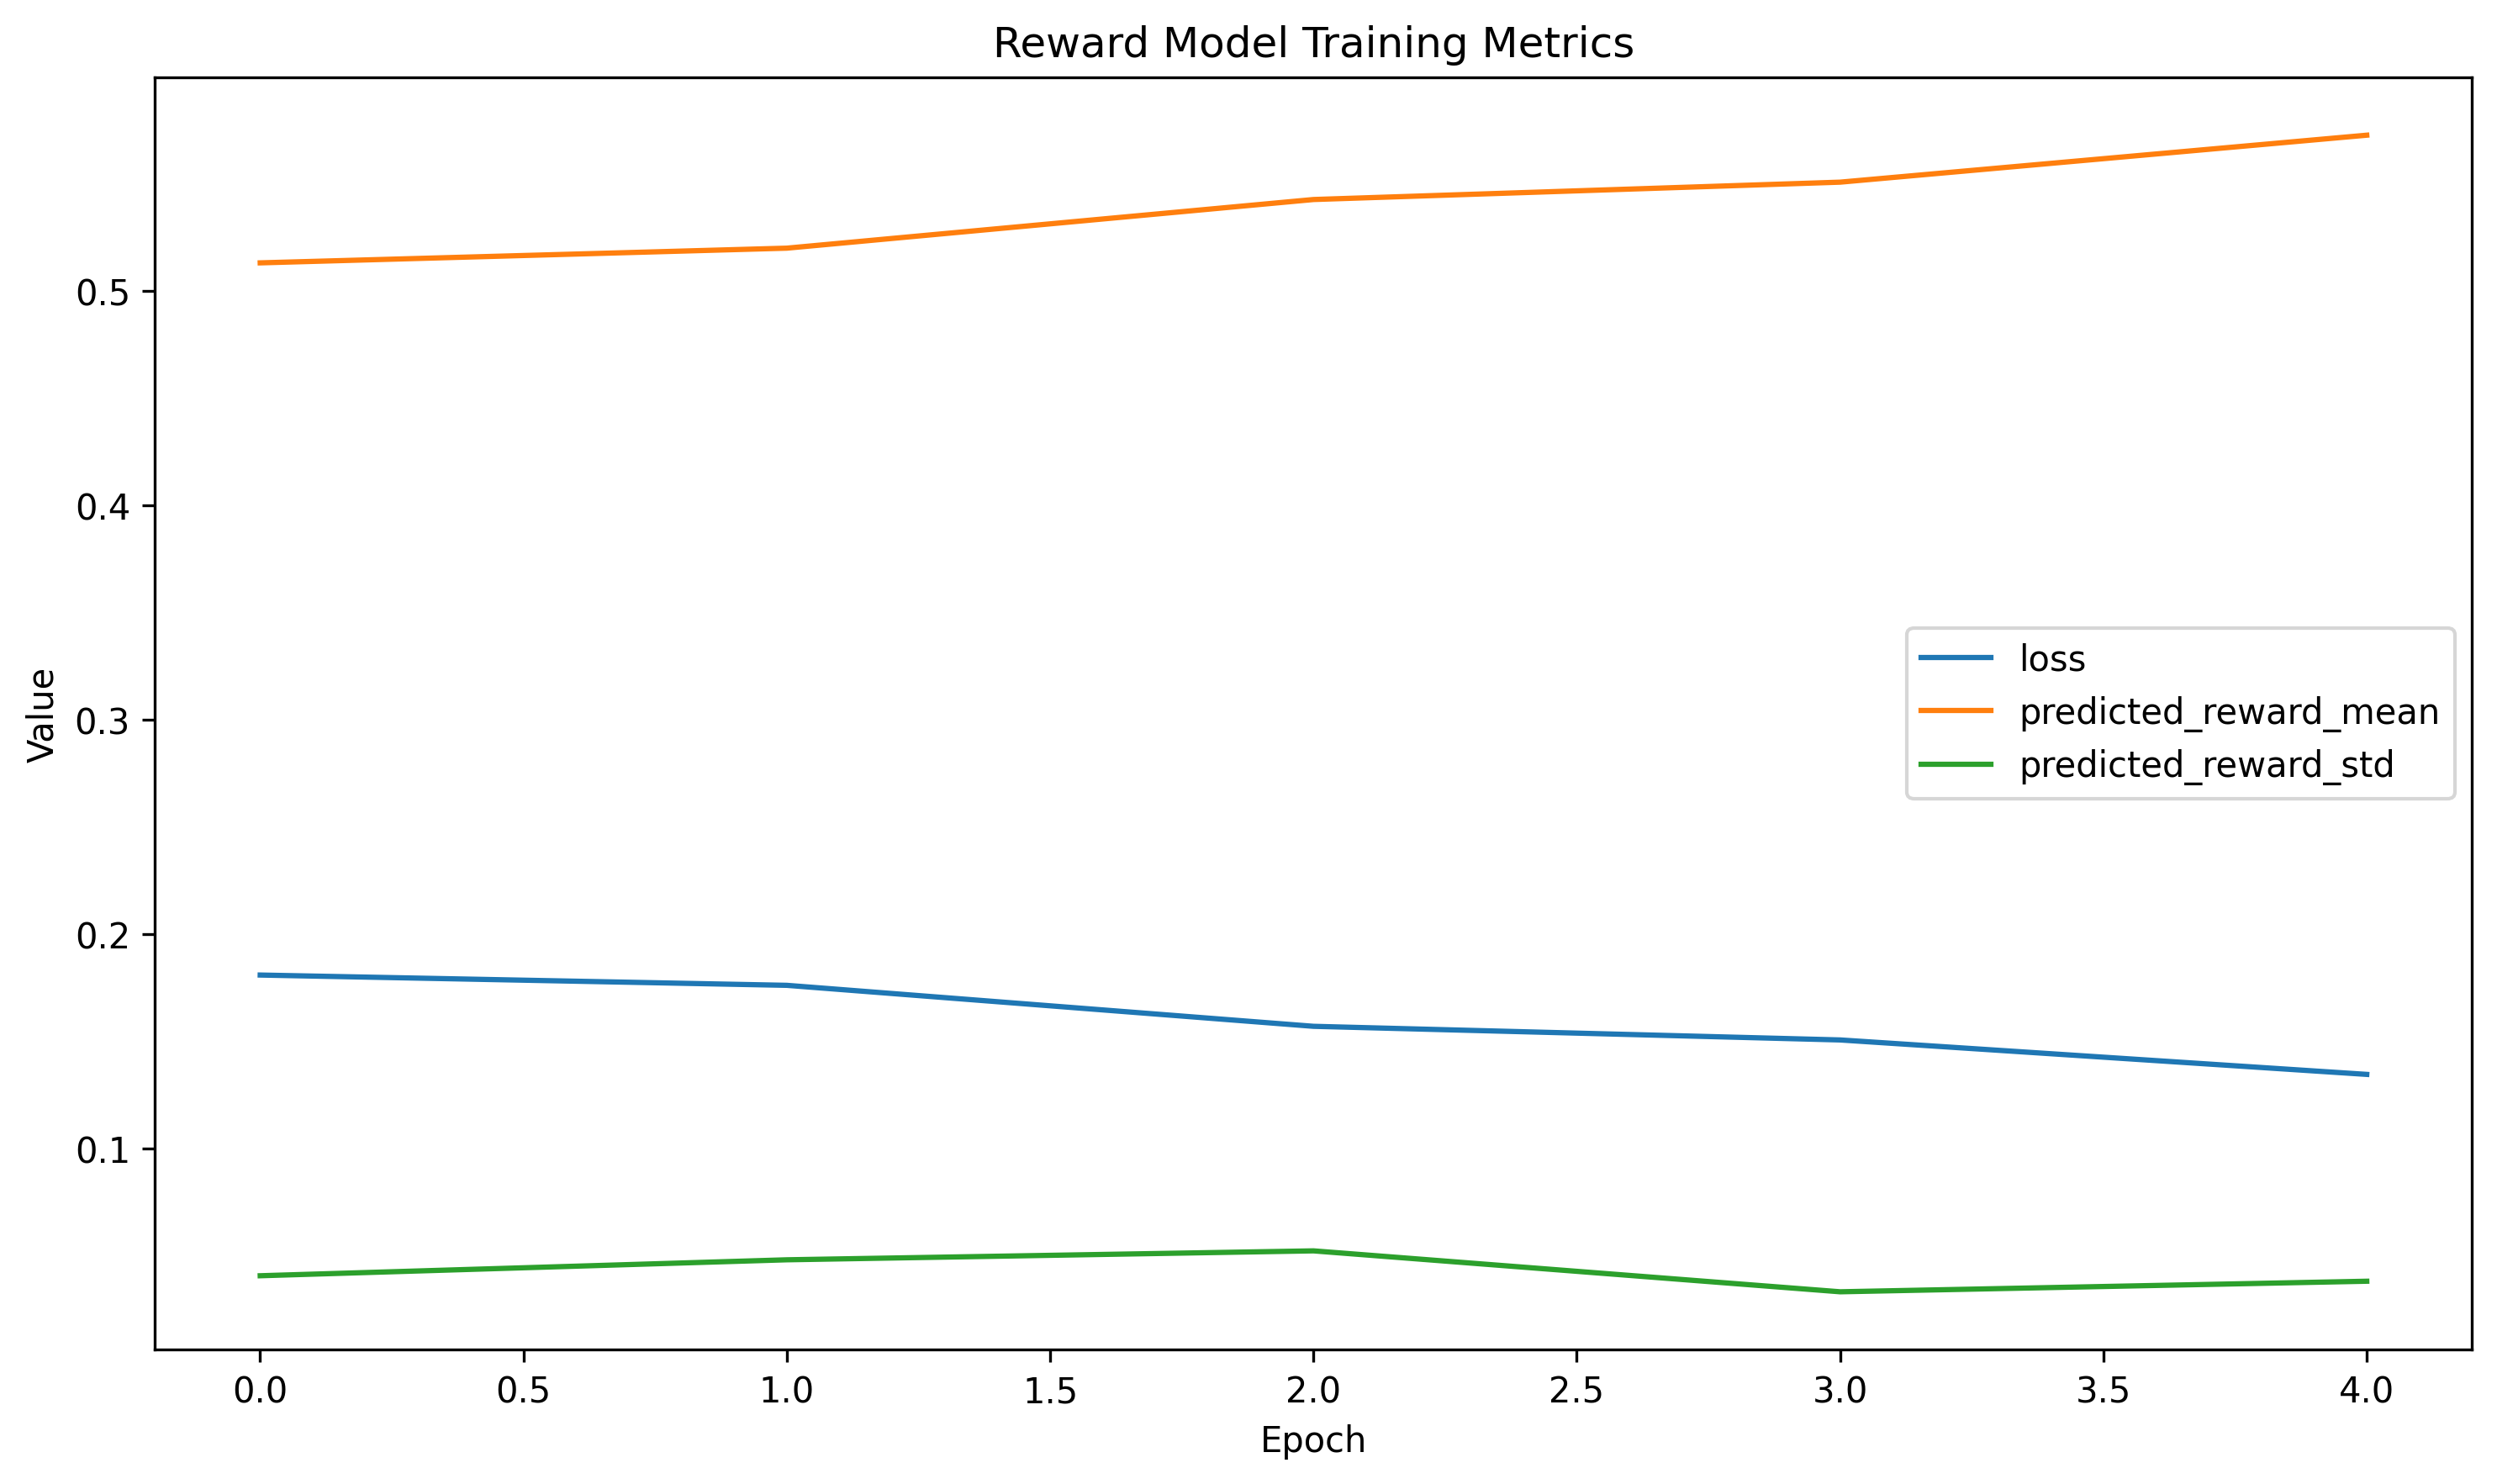 Reward Model Training Metrics
Value
0.5
0.4
0.3
0.2
0.1
loss
predicted_reward_mean
predicted_reward_std
0.0 0.5 1.0 1.5 2.0 2.5 3.0 3.5 4.0
Epoch